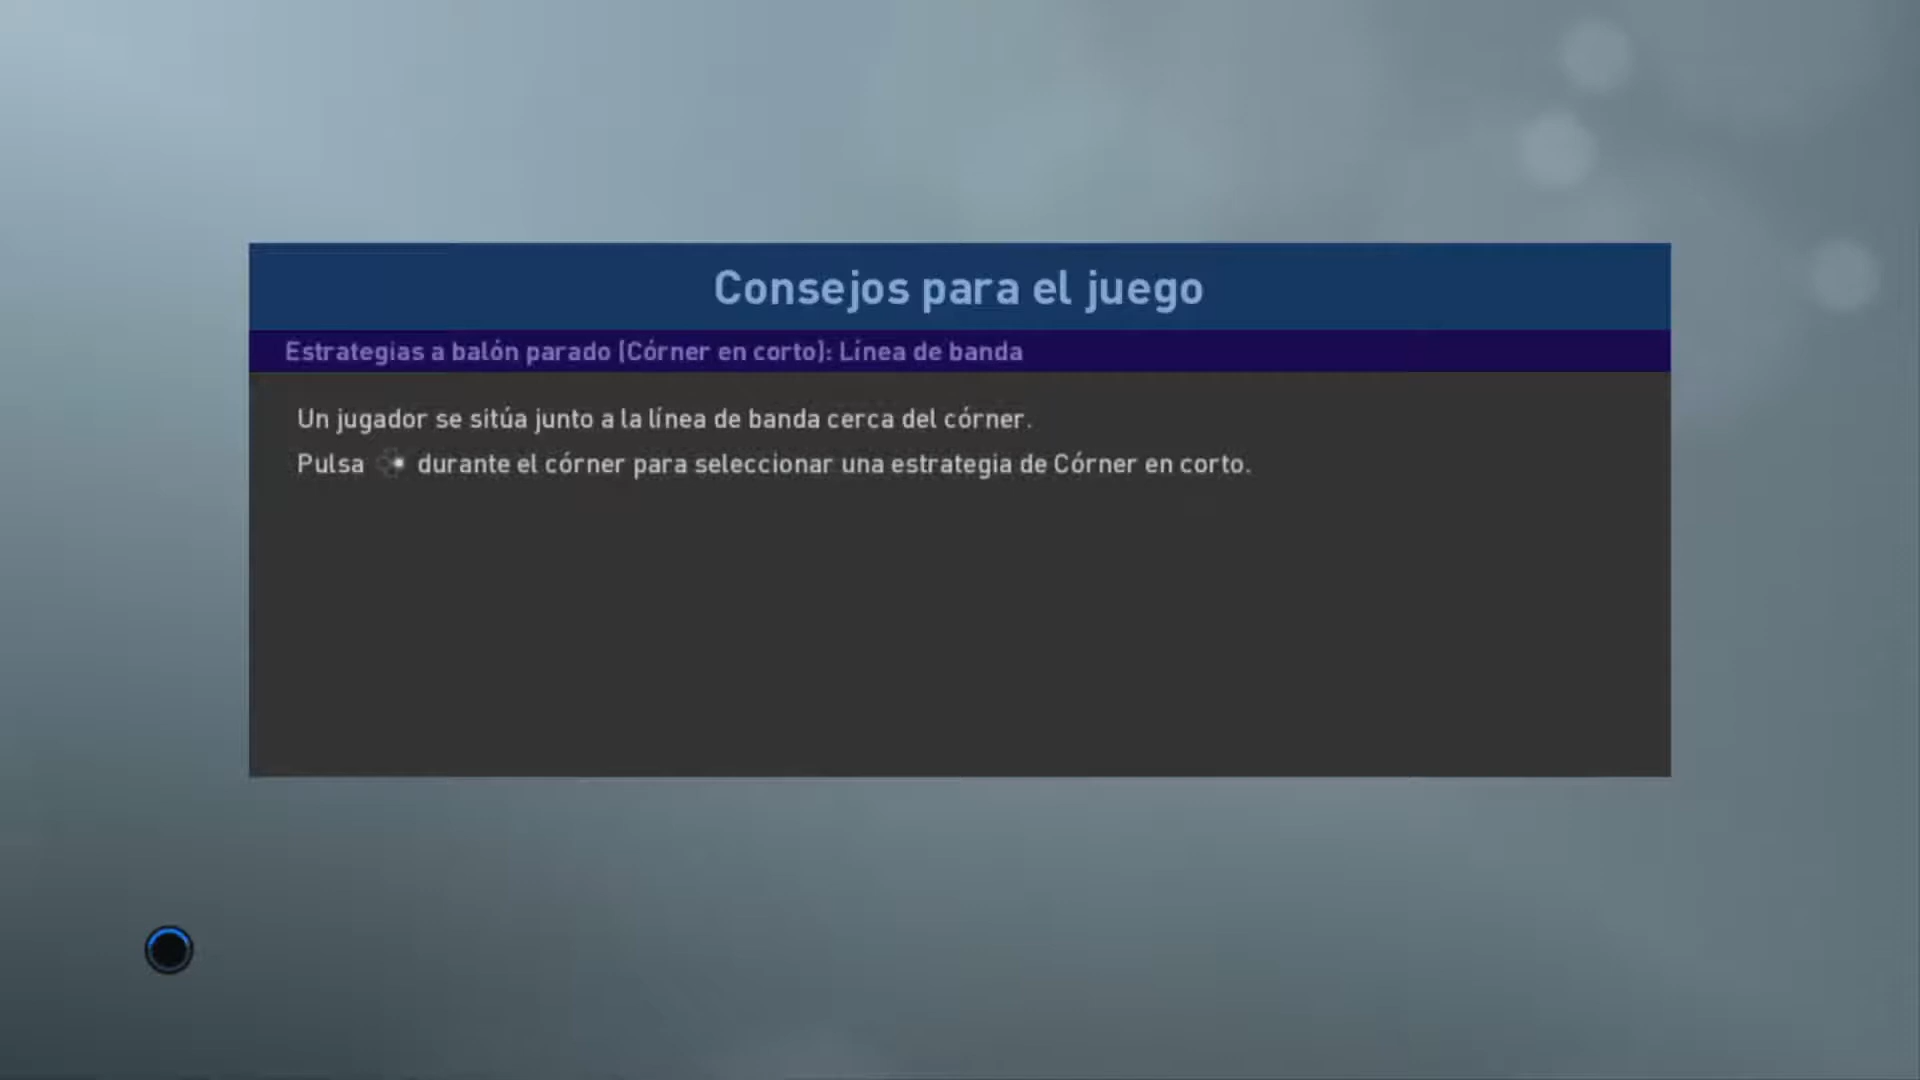 Consejos para el juego
Estrategias a balón parado (Córner en corto): Línea de banda
Un jugador se sitúa junto a la línea de banda cerca del córner.
Pulsa durante el córner para seleccionar una estrategia de Córner en corto.